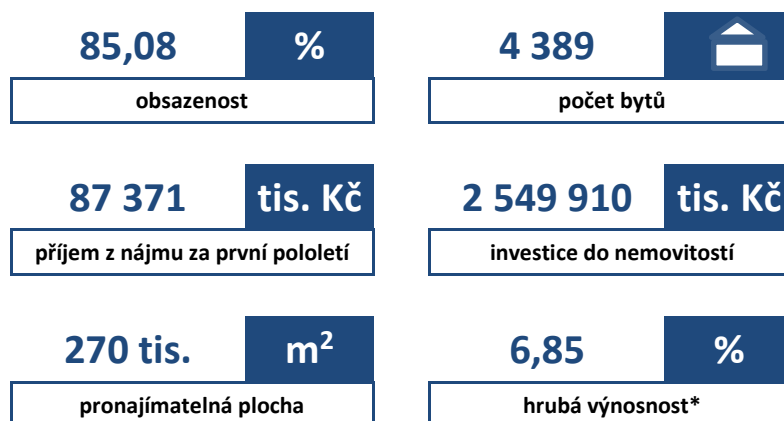 85,08 %
obsazenost
4 389
počet bytů
87 371 tis. Kč
příjem z nájmu za první pololetí
2 549 910 tis. Kč
investice do nemovitostí
270 tis. m²
pronajímatelná plocha
6,85 %
hrubá výnosnost*